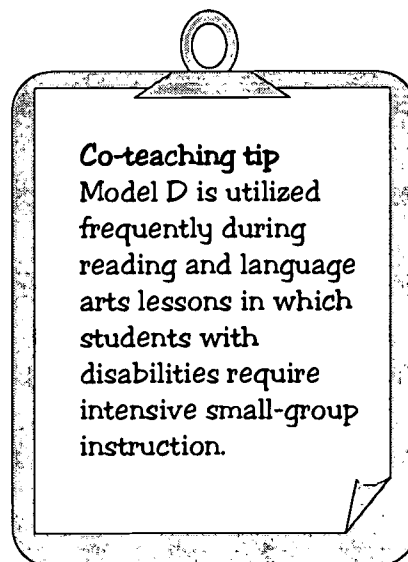 Co-teaching tip
Model D is utilized
frequently during
reading and language
arts lessons in which
students with
disabilities require
intensive small-group
instruction.